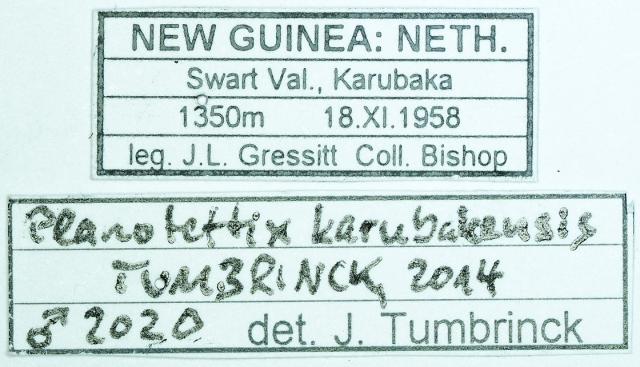 NEW GUINEA: NETH.
Swart Val., Karubaka
1350m 18.XI.1958
leg. J.L. Gressitt Coll. Bishop
Planotettix karubakensis
TUMBRINCK, 2014
♂ 2020 det. J. Tumbrinck